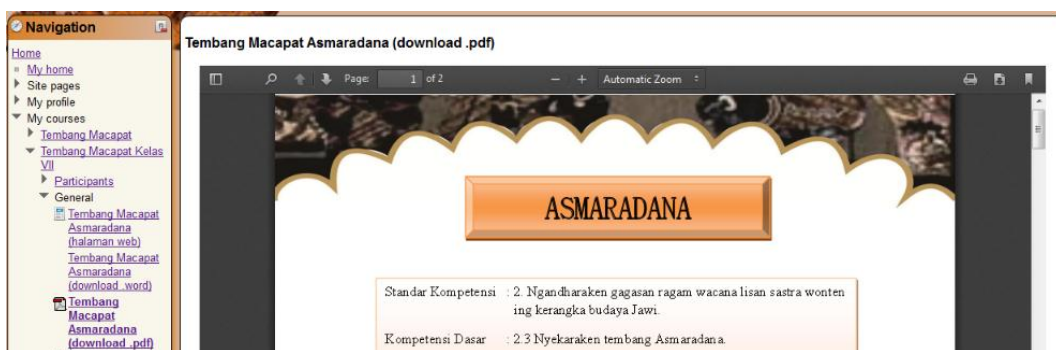 Navigation
Home
My home
Site pages
My profile
My courses
Tembang Macapat
Tembang Macapat Kelas
VII
Participants
General
Tembang Macapat
Asmaradana
(halaman web)
Tembang Macapat
Asmaradana
(download .word)
Tembang
Macapat
Asmaradana
(download .pdf)
Tembang Macapat Asmaradana (download .pdf)
Page: 1 of 2 Automatic Zoom
ASMARADANA
Standar Kompetensi : 2. Ngandharaken gagasan ragam wacana lisan sastra wonten
ing kerangka budaya Jawi.
Kompetensi Dasar : 2.3 Nyekaraken tembang Asmaradana.